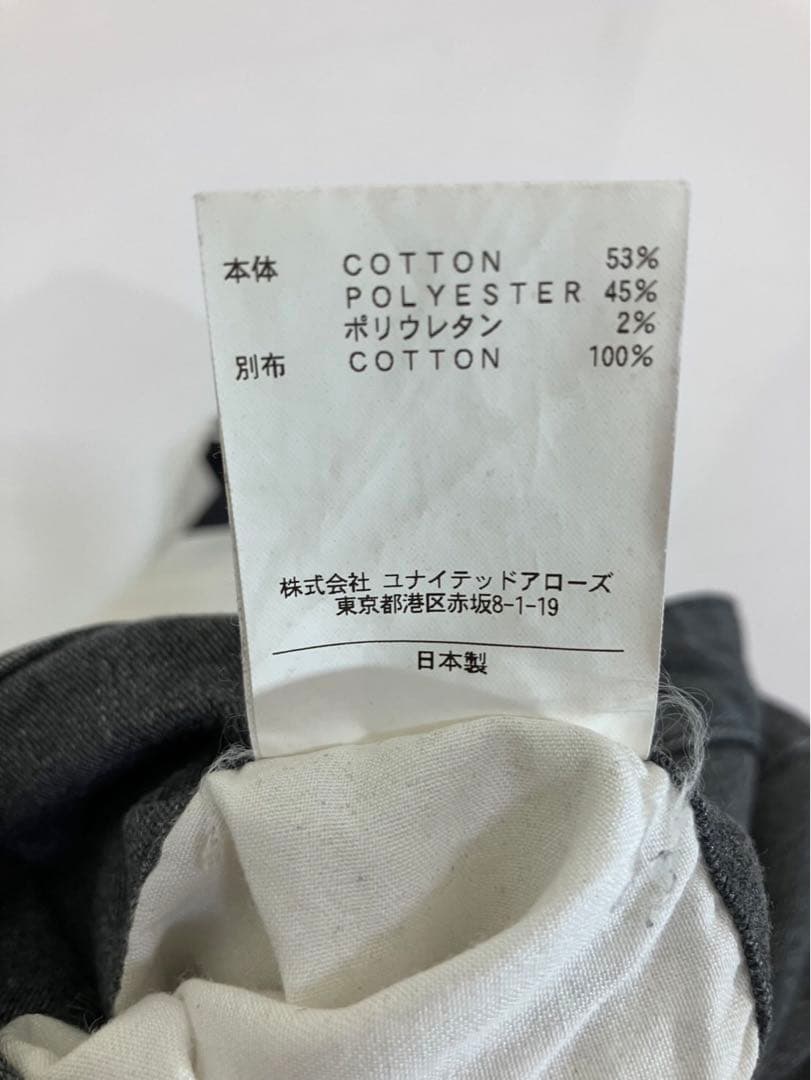 本体 COTTON 53%
POLYESTER 45%
ポリウレタン 2%
別布 COTTON 100%
株式会社 ユナイテッドアローズ
東京都港区赤坂8-1-19
日本製